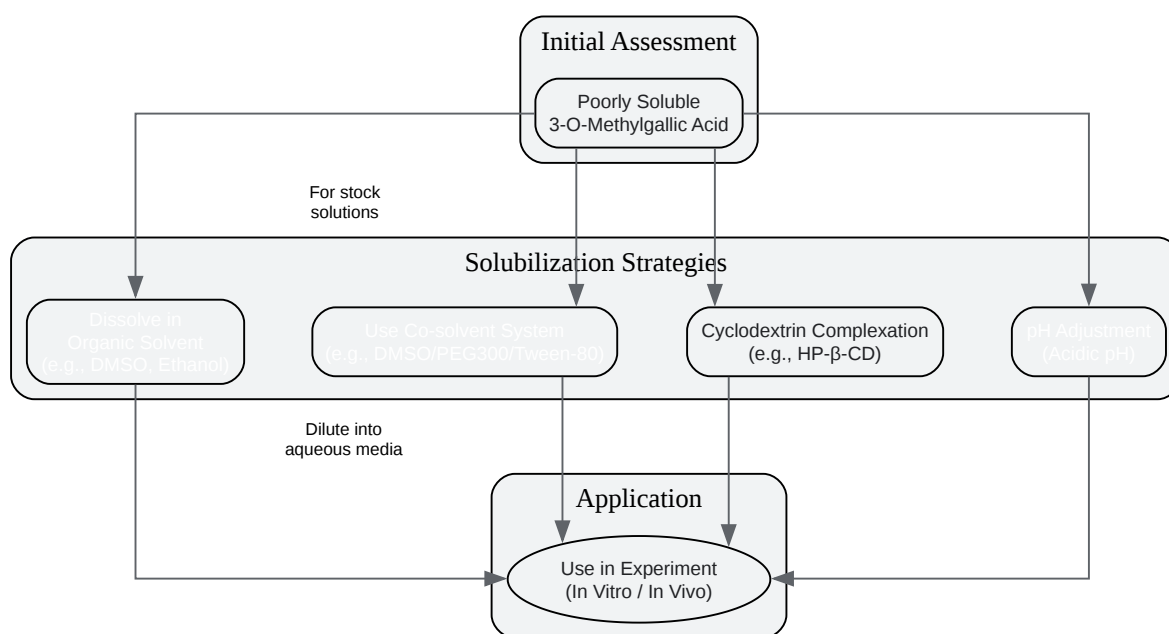 Initial Assessment
Poorly Soluble
3-O-Methylgallic Acid
For stock
solutions
Solubilization Strategies
Dissolve in
Organic Solvent
(e.g., DMSO, Ethanol)
Use Co-solvent System
(e.g., DMSO/PEG300/Tween-80)
Cyclodextrin Complexation
(e.g., HP-β-CD)
pH Adjustment
(Acidic pH)
Dilute into
aqueous media
Application
Use in Experiment
(In Vitro / In Vivo)